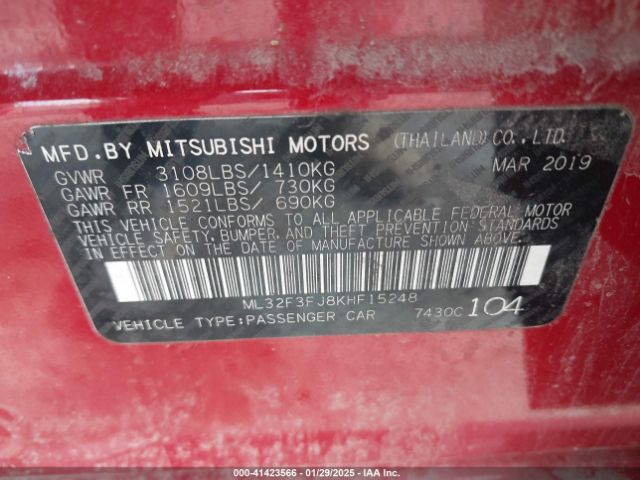 MFD.BY MITSUBISHI MOTORS (THAILAND) CO., LTD.
GVWR 3108LBS/1410KG MAR 2019
GAWR FR 1609LBS/ 730KG
GAWR RR 1521LBS/ 690KG
THIS VEHICLE CONFORMS TO ALL APPLICABLE FEDERAL MOTOR
VEHICLE SAFETY, BUMPER, AND THEFT PREVENTION STANDARDS
IN EFFECT ON THE DATE OF MANUFACTURE SHOWN ABOVE.
ML32F3FJ8KHF15248
VEHICLE TYPE:PASSENGER CAR 7430C 104
000-41423566 - 01/29/2025 - IAA Inc.